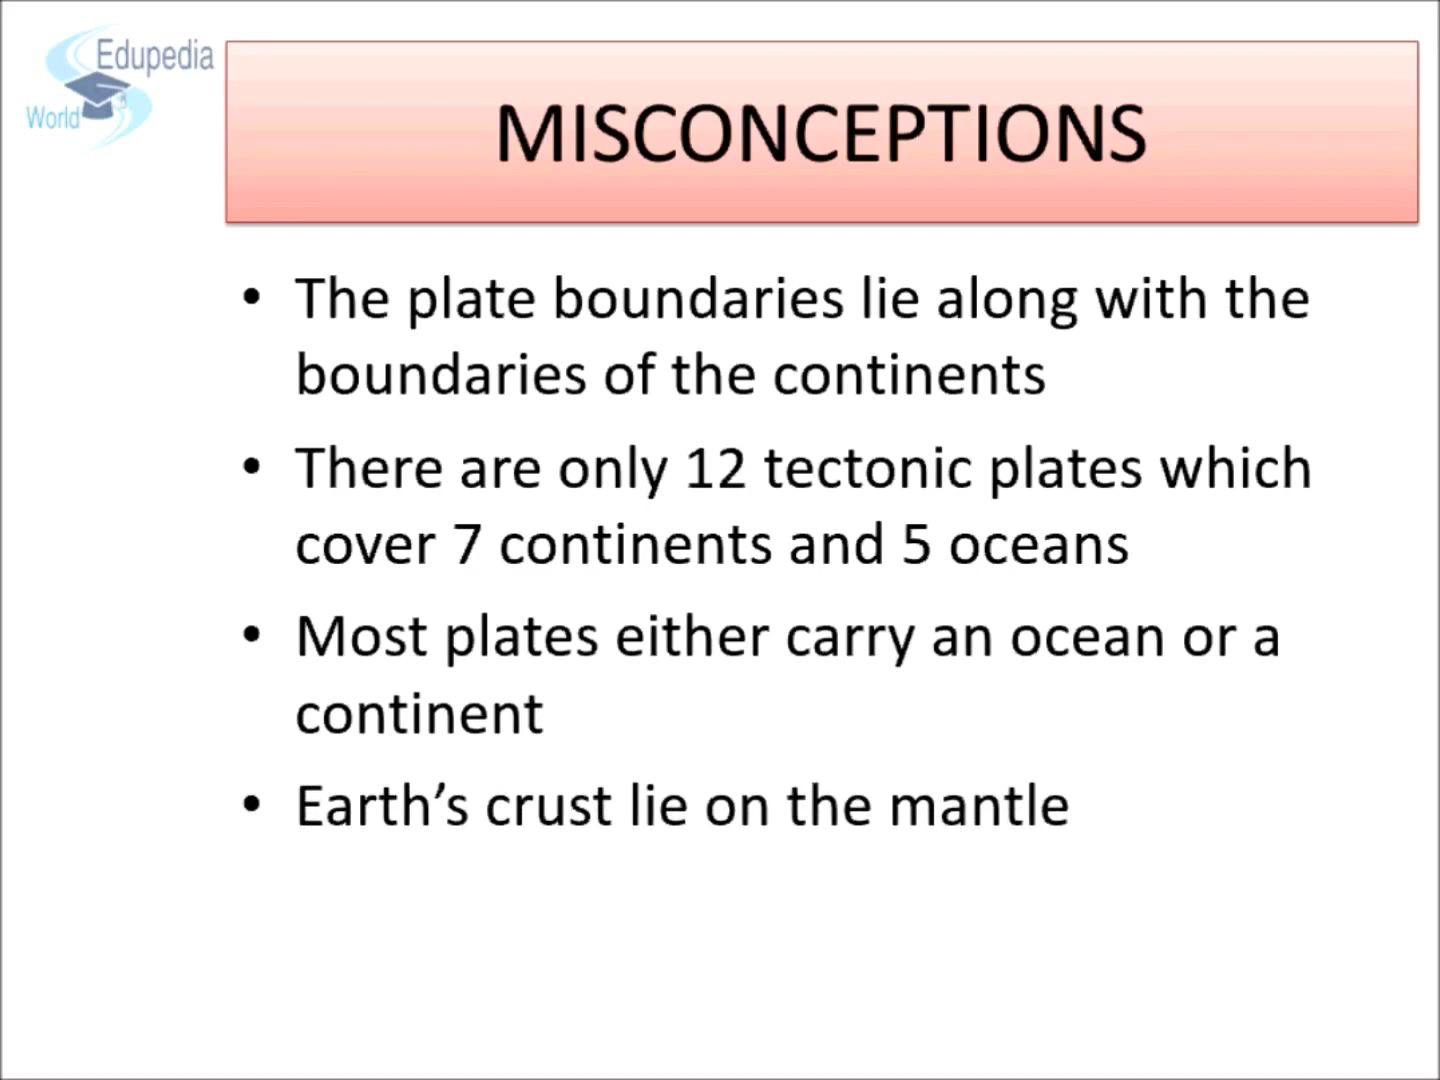 Edupedia
World
MISCONCEPTIONS
• The plate boundaries lie along with the
boundaries of the continents
• There are only 12 tectonic plates which
cover 7 continents and 5 oceans
• Most plates either carry an ocean or a
continent
• Earth’s crust lie on the mantle